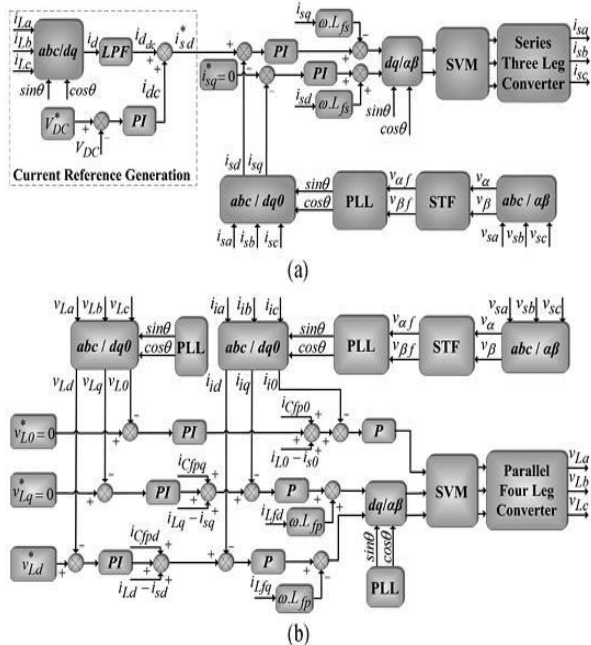 i_La
i_Lb
i_Lc
abc/dq
i_d
LPF
i_d_dc
i*_sd
+
+
i_dc
sinθ
cosθ
V*_DC
+
-
V_DC
PI
Current Reference Generation
i_sq
ω.L_fs
+
-
PI
-
+
i*_sq=0
+
-
PI
+
+
i_sd
ω.L_fs
dq/αβ
sinθ
cosθ
SVM
Series
Three Leg
Converter
i_sa
i_sb
i_sc
i_sd
i_sq
abc / dq0
i_sa
i_sb
i_sc
sinθ
cosθ
PLL
v_αf
v_βf
STF
v_α
v_β
abc / αβ
v_sa
v_sb
v_sc
(a)
v_La
v_Lb
v_Lc
abc / dq0
sinθ
cosθ
PLL
i_ia
i_ib
i_ic
abc / dq0
sinθ
cosθ
PLL
v_αf
v_βf
STF
v_α
v_β
abc / αβ
v_sa
v_sb
v_sc
v_Ld
v_Lq
v_L0
i_id
i_iq
i_i0
v*_L0=0
+
-
PI
i_Cfp0
+
+
i_L0–i_s0
+
+
-
P
v*_Lq=0
+
-
PI
i_Cfpq
+
+
i_Lq–i_sq
+
+
-
P
+
+
i_Lfd
ω.L_fp
v*_Ld
+
-
PI
i_Cfpd
+
+
i_Ld–i_sd
+
+
-
P
+
-
i_Lfq
ω.L_fp
dq/αβ
sinθ
cosθ
PLL
SVM
Parallel
Four Leg
Converter
v_La
v_Lb
v_Lc
(b)